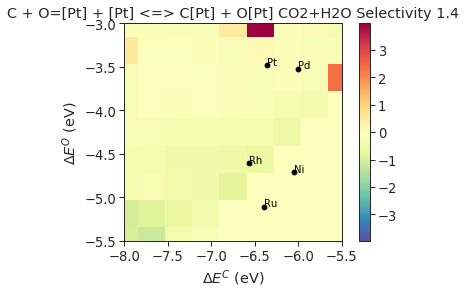 C + O=[Pt] + [Pt] <=> C[Pt] + O[Pt] CO2+H2O Selectivity 1.4
−3.0
−3.5
−4.0
−4.5
−5.0
−5.5
ΔE^O (eV)
Pt
Pd
Rh
Ni
Ru
−8.0 −7.5 −7.0 −6.5 −6.0 −5.5
ΔE^C (eV)
3
2
1
0
−1
−2
−3